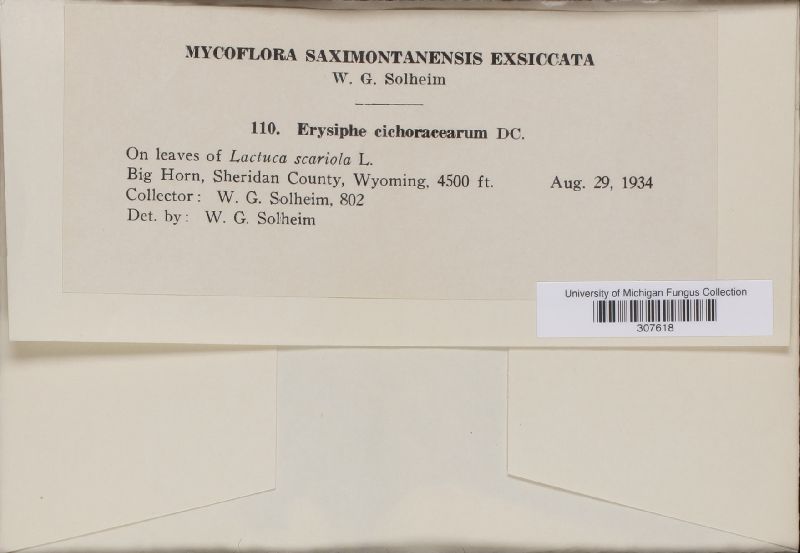 MYCOFLORA SAXIMONTANENSIS EXSICCATA
W. G. Solheim
110. Erysiphe cichoracearum DC.
On leaves of Lactuca scariola L.
Big Horn, Sheridan County, Wyoming, 4500 ft. Aug. 29, 1934
Collector: W. G. Solheim, 802
Det. by: W. G. Solheim
University of Michigan Fungus Collection
307618